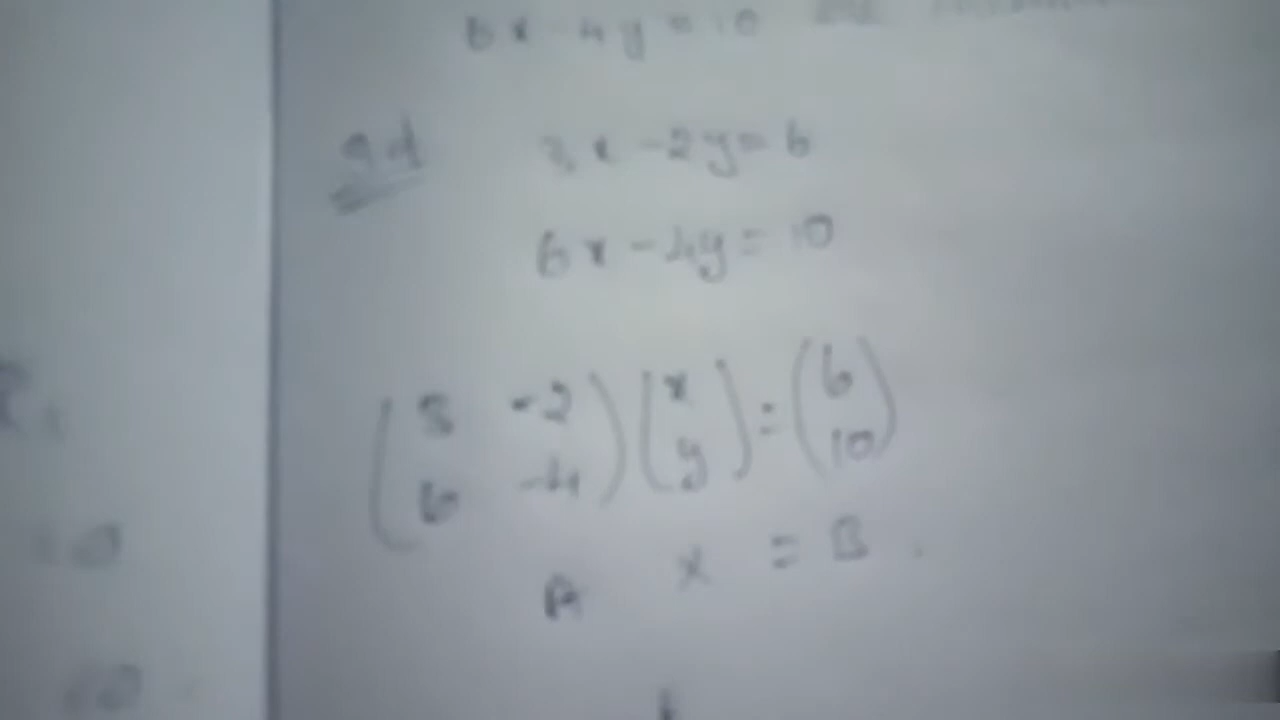 6x - 4y = 10
3x - 2y = 6
6x - 4y = 10
(3 -2) (x) = (6)
(6 -4) (y) (10)
A X = B.